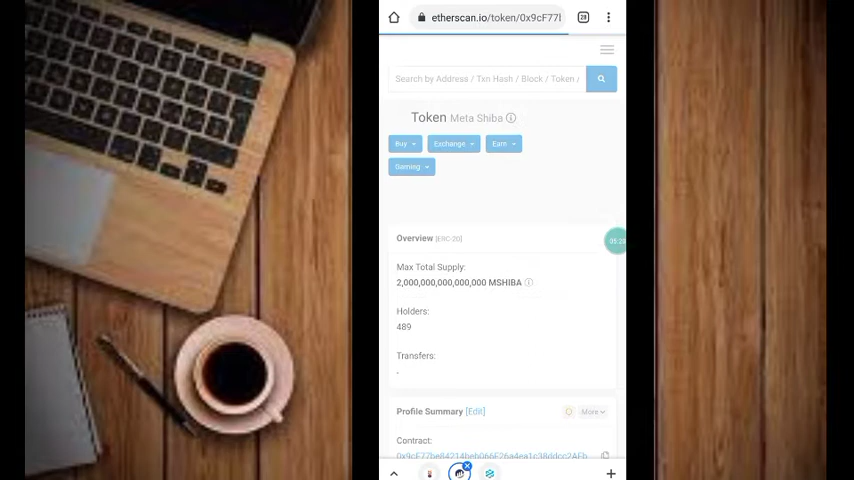 etherscan.io/token/0x9cF77
28
Search by Address / Txn Hash / Block / Token /
Token Meta Shiba
Buy
Exchange
Earn
Gaming
Overview [ERC-20]
Max Total Supply:
2,000,000,000,000,000 MSHIBA
Holders:
489
Transfers:
-
Profile Summary [Edit]
More
Contract: